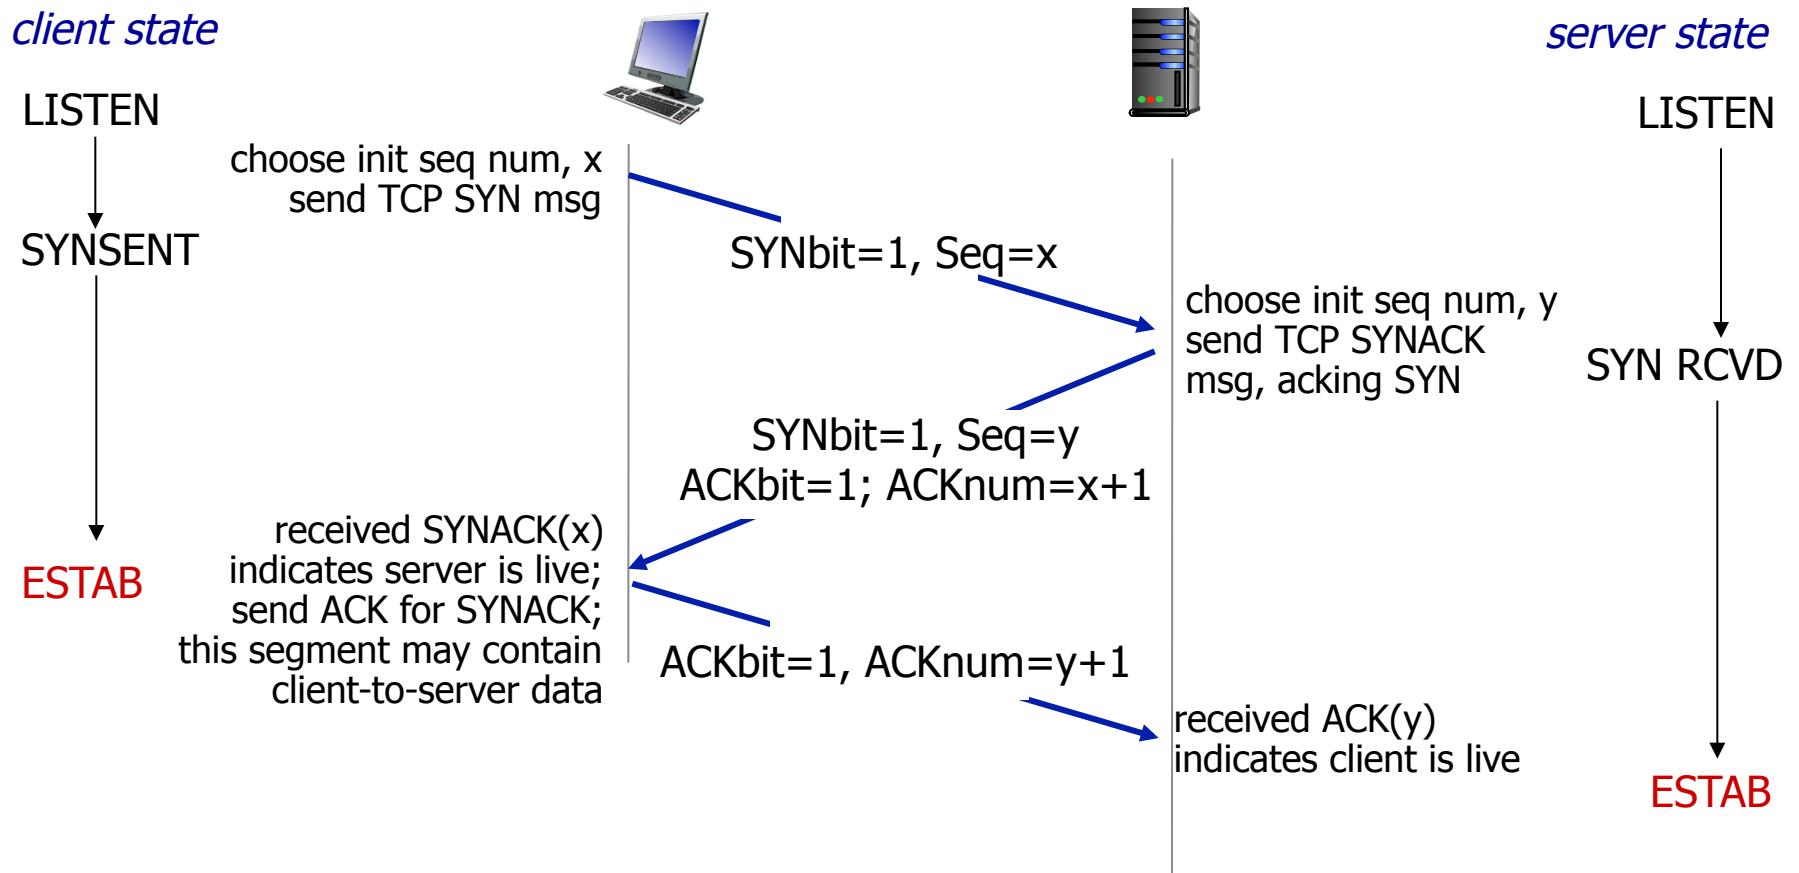 client state
server state
LISTEN
LISTEN
choose init seq num, x
send TCP SYN msg
SYNSENT
SYNbit=1, Seq=x
choose init seq num, y
send TCP SYNACK
msg, acking SYN
SYN RCVD
SYNbit=1, Seq=y
ACKbit=1; ACKnum=x+1
received SYNACK(x)
indicates server is live;
send ACK for SYNACK;
this segment may contain
client-to-server data
ESTAB
ACKbit=1, ACKnum=y+1
received ACK(y)
indicates client is live
ESTAB